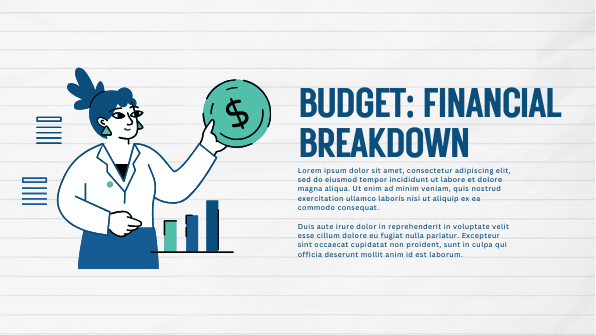 $
BUDGET: FINANCIAL
BREAKDOWN
Lorem ipsum dolor sit amet, consectetur adipiscing elit,
sed do eiusmod tempor incididunt ut labore et dolore
magna aliqua. Ut enim ad minim veniam, quis nostrud
exercitation ullamco laboris nisi ut aliquip ex ea
commodo consequat.
Duis aute irure dolor in reprehenderit in voluptate velit
esse cillum dolore eu fugiat nulla pariatur. Excepteur
sint occaecat cupidatat non proident, sunt in culpa qui
officia deserunt mollit anim id est laborum.